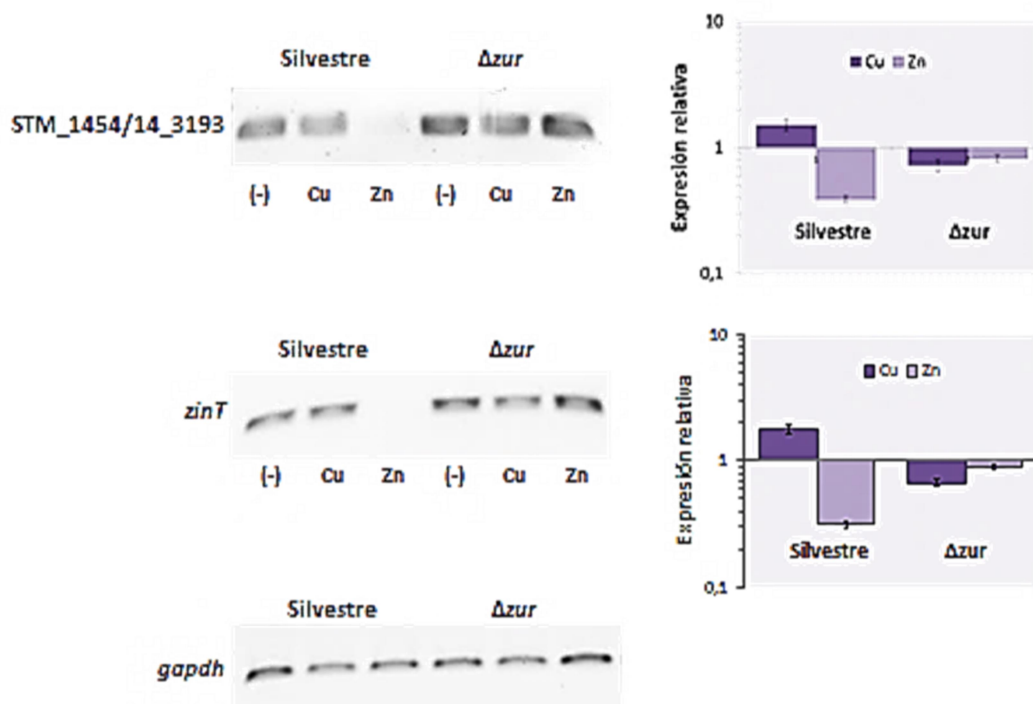 Silvestre Δzur
STM_1454/14_3193
(-) Cu Zn (-) Cu Zn
10
Cu Zn
Expresión relativa
1
Silvestre Δzur
0,1
Silvestre Δzur
zinT
(-) Cu Zn (-) Cu Zn
10
Cu Zn
Expresión relativa
1
Silvestre Δzur
0,1
Silvestre Δzur
gapdh